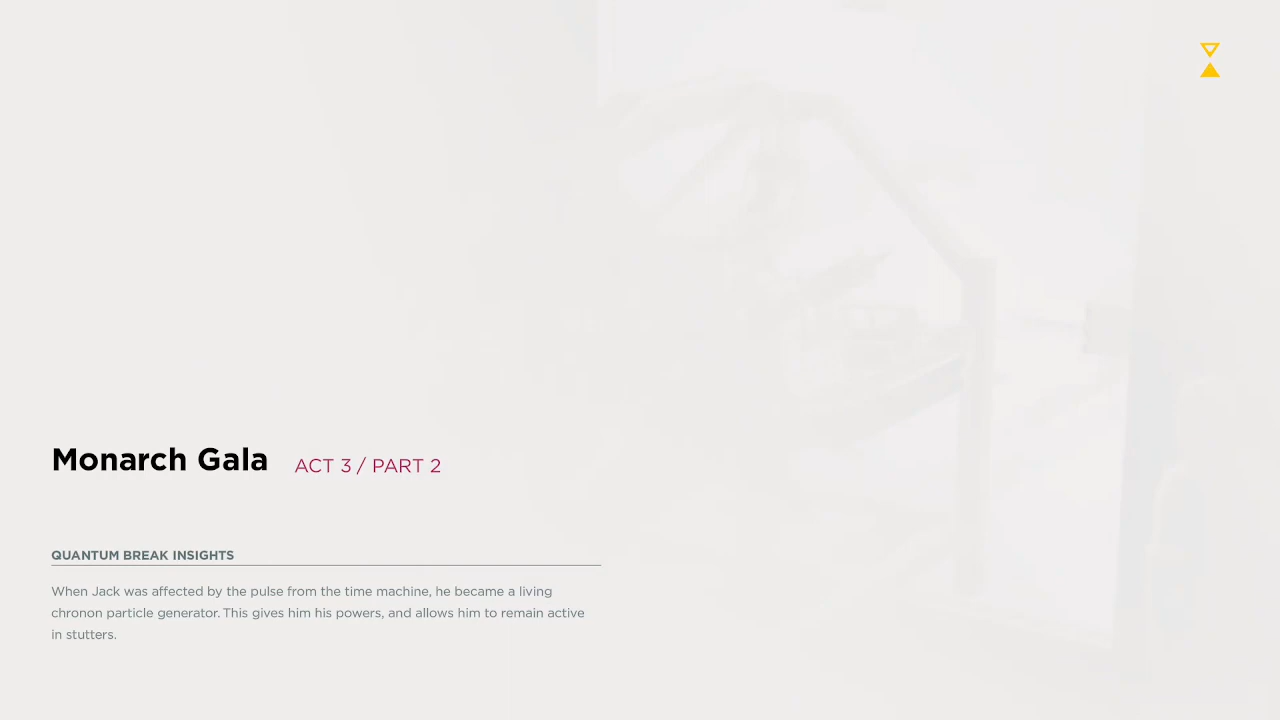 Monarch Gala ACT 3 / PART 2
QUANTUM BREAK INSIGHTS
When Jack was affected by the pulse from the time machine, he became a living
chronon particle generator. This gives him his powers, and allows him to remain active
in stutters.